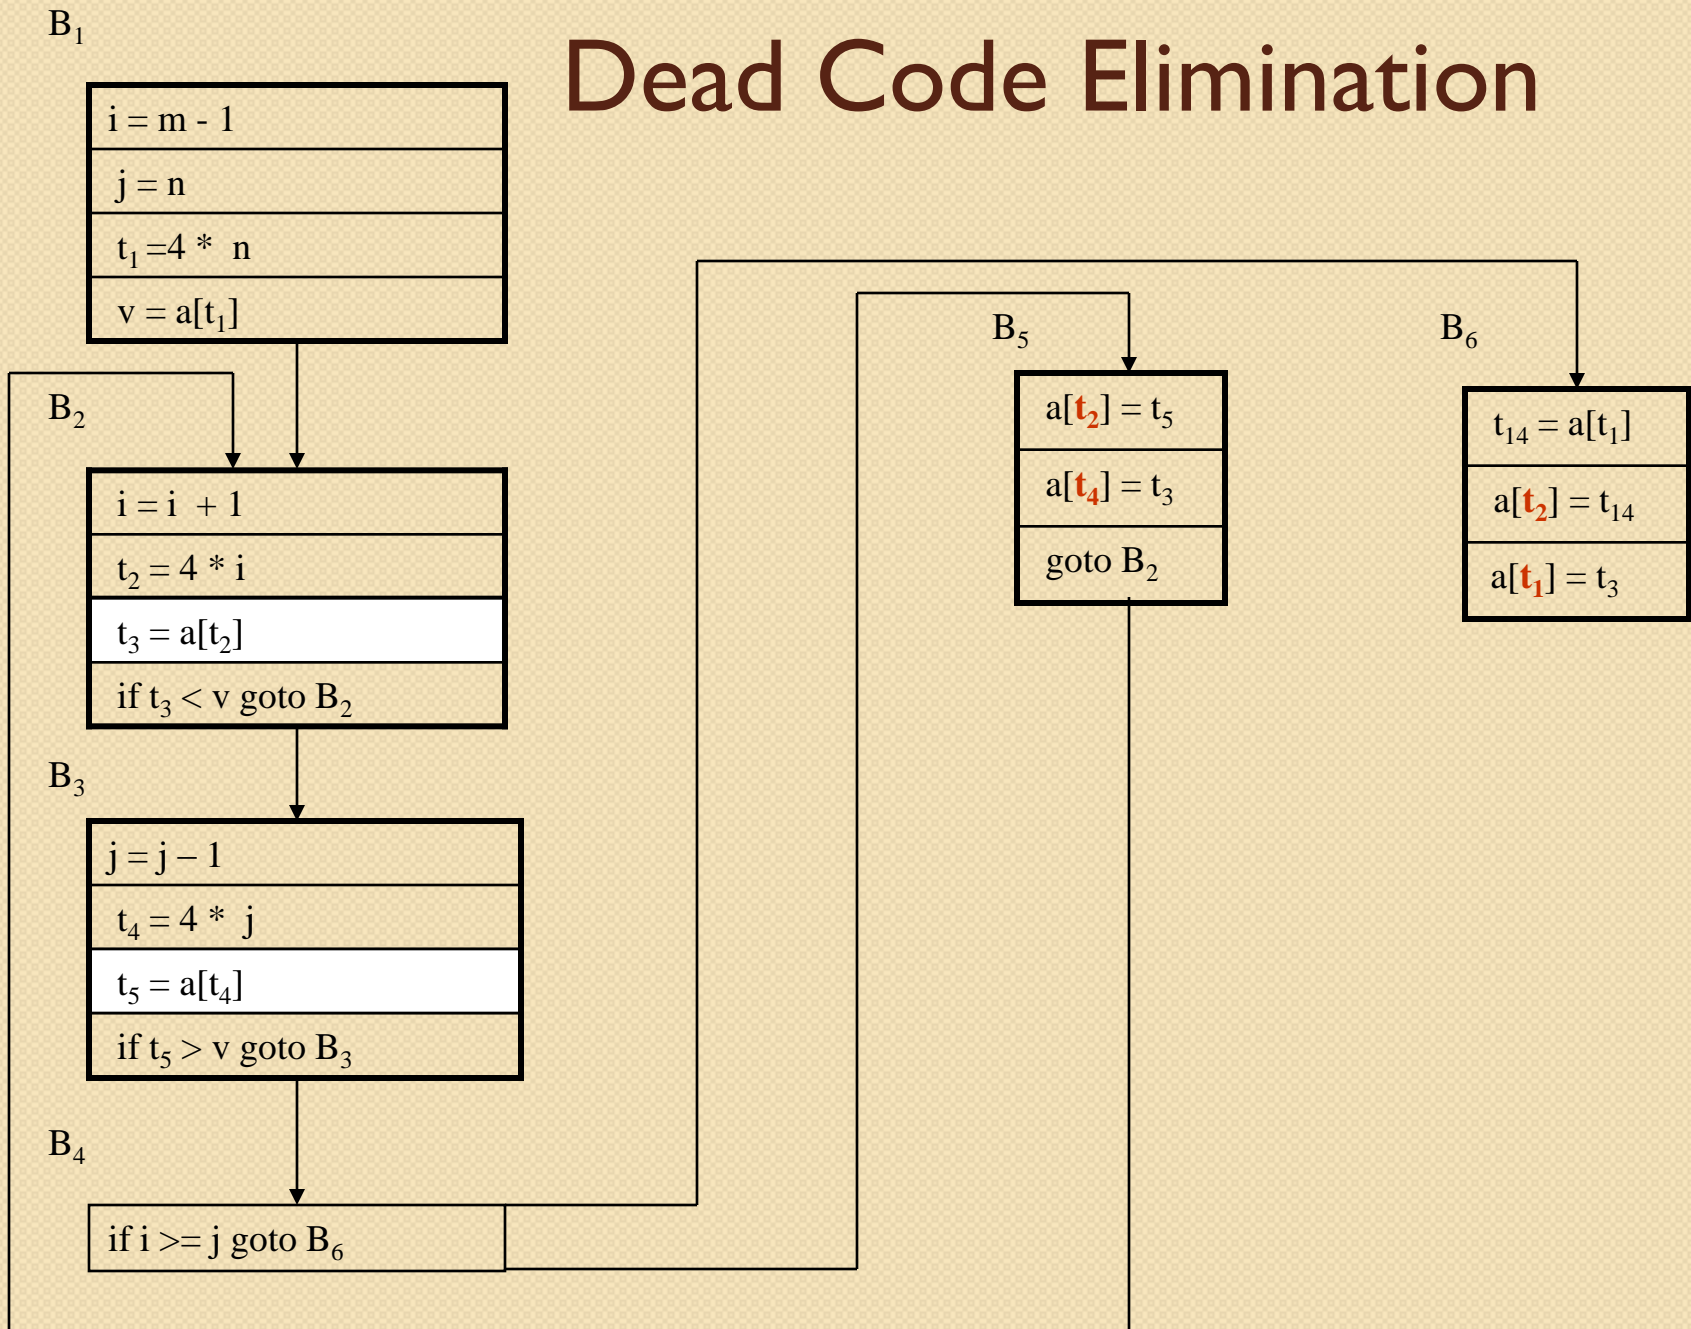 Dead Code Elimination
B₁
i = m - 1
j = n
t₁ =4 * n
v = a[t₁]
B₂
i = i + 1
t₂ = 4 * i
t₃ = a[t₂]
if t₃ < v goto B₂
B₃
j = j – 1
t₄ = 4 * j
t₅ = a[t₄]
if t₅ > v goto B₃
B₄
if i >= j goto B₆
B₅
a[t₂] = t₅
a[t₄] = t₃
goto B₂
B₆
t₁₄ = a[t₁]
a[t₂] = t₁₄
a[t₁] = t₃